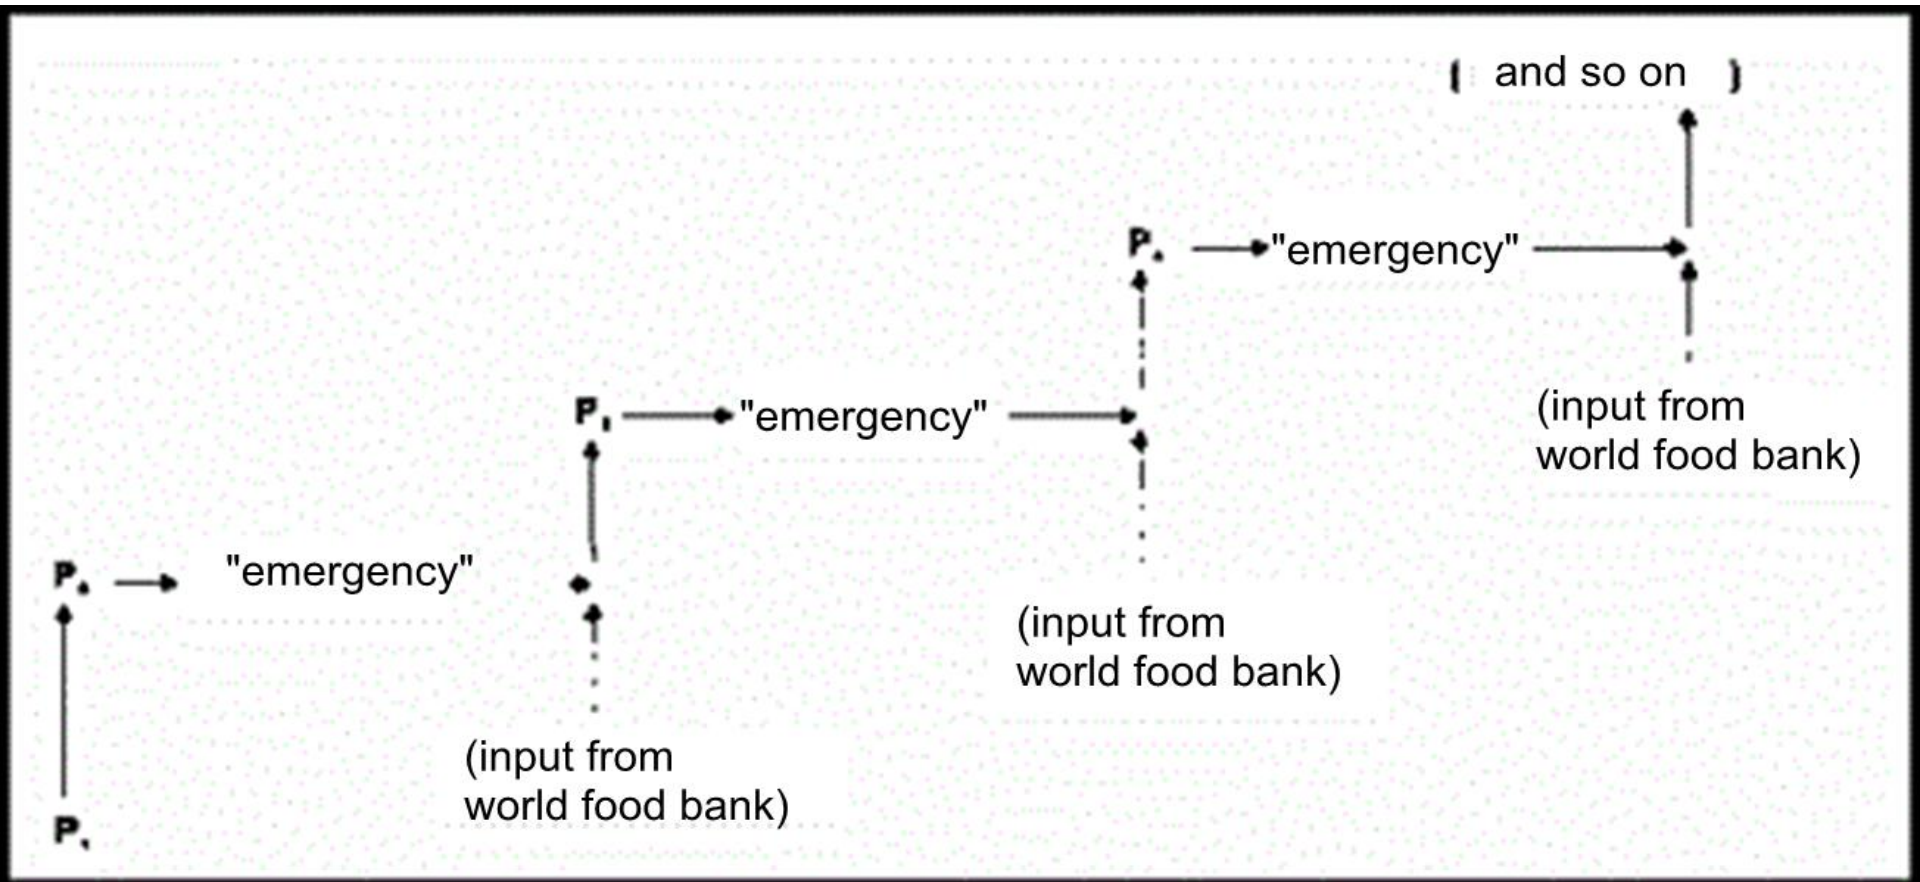 ( and so on )
P. "emergency"
(input from
world food bank)
P. "emergency"
(input from
world food bank)
P. "emergency"
(input from
world food bank)
P.